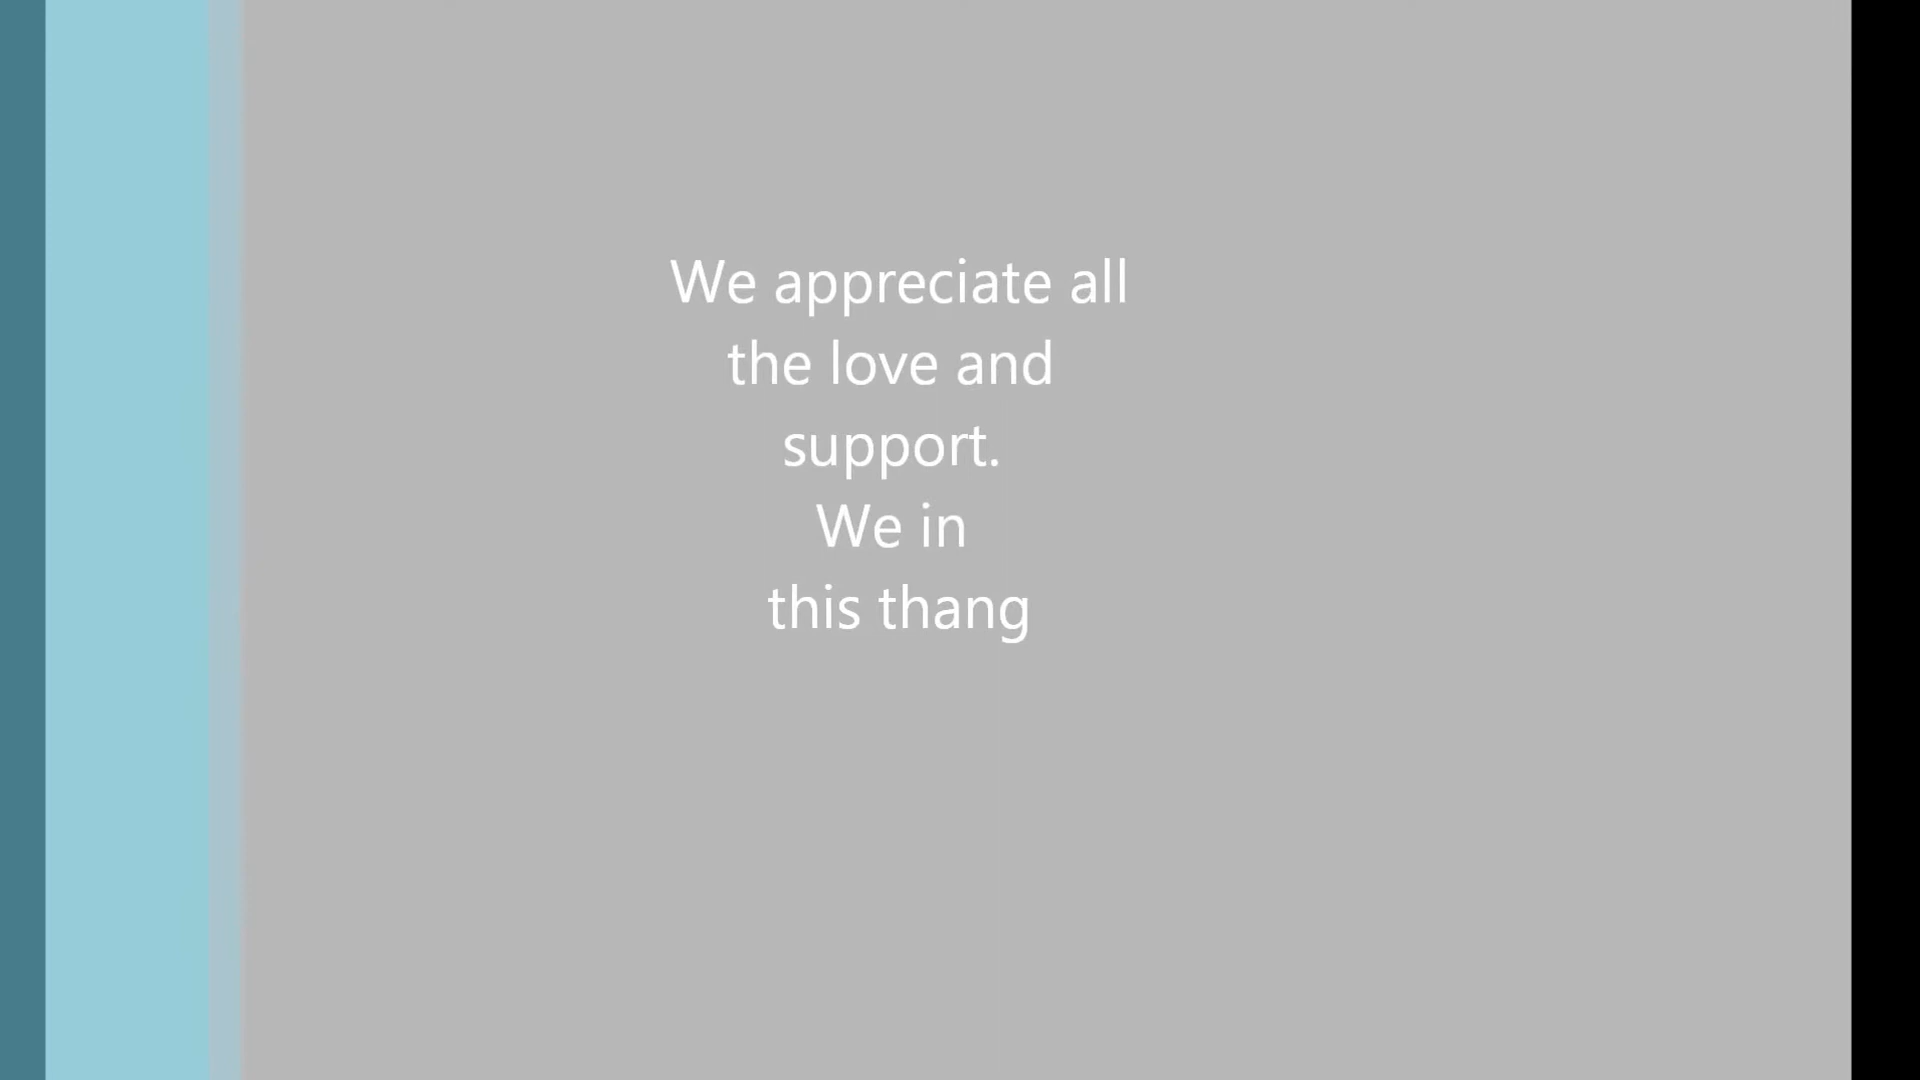 We appreciate all
the love and
support.
We in
this thang